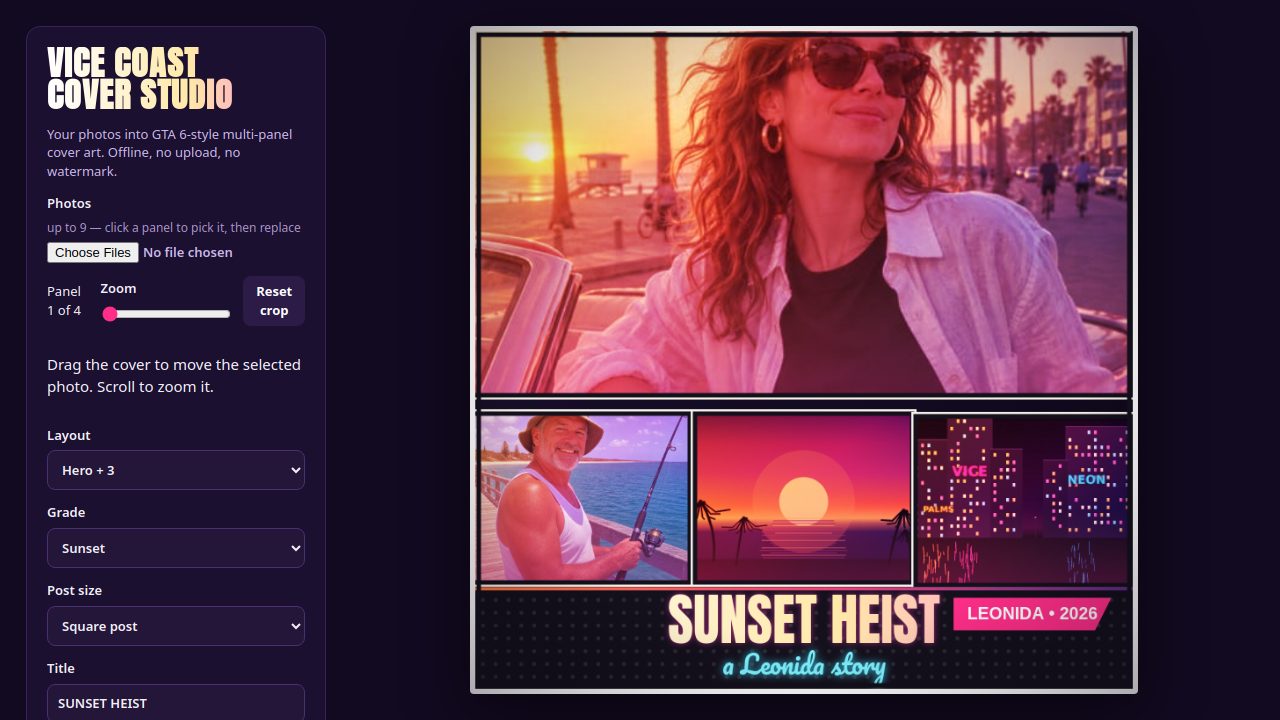 VICE COAST
COVER STUDIO
Your photos into GTA 6-style multi-panel
cover art. Offline, no upload, no
watermark.
Photos
up to 9 — click a panel to pick it, then replace
Choose Files No file chosen
Panel
1 of 4
Zoom
Reset
crop
Drag the cover to move the selected
photo. Scroll to zoom it.
Layout
Hero + 3
Grade
Sunset
Post size
Square post
Title
SUNSET HEIST
VICE
NEON
PALMS
SUNSET HEIST
LEONIDA • 2026
a Leonida story